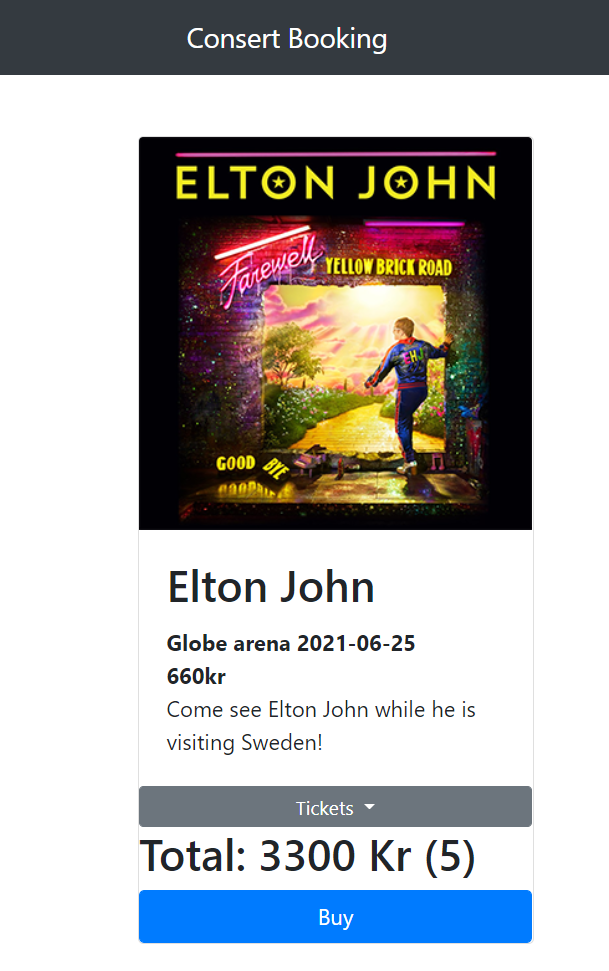 Consert Booking
ELTON JOHN
Farewell
YELLOW BRICK ROAD
EHJ
GOOD BYE
Elton John
Globe arena 2021-06-25
660kr
Come see Elton John while he is
visiting Sweden!
Tickets
Total: 3300 Kr (5)
Buy